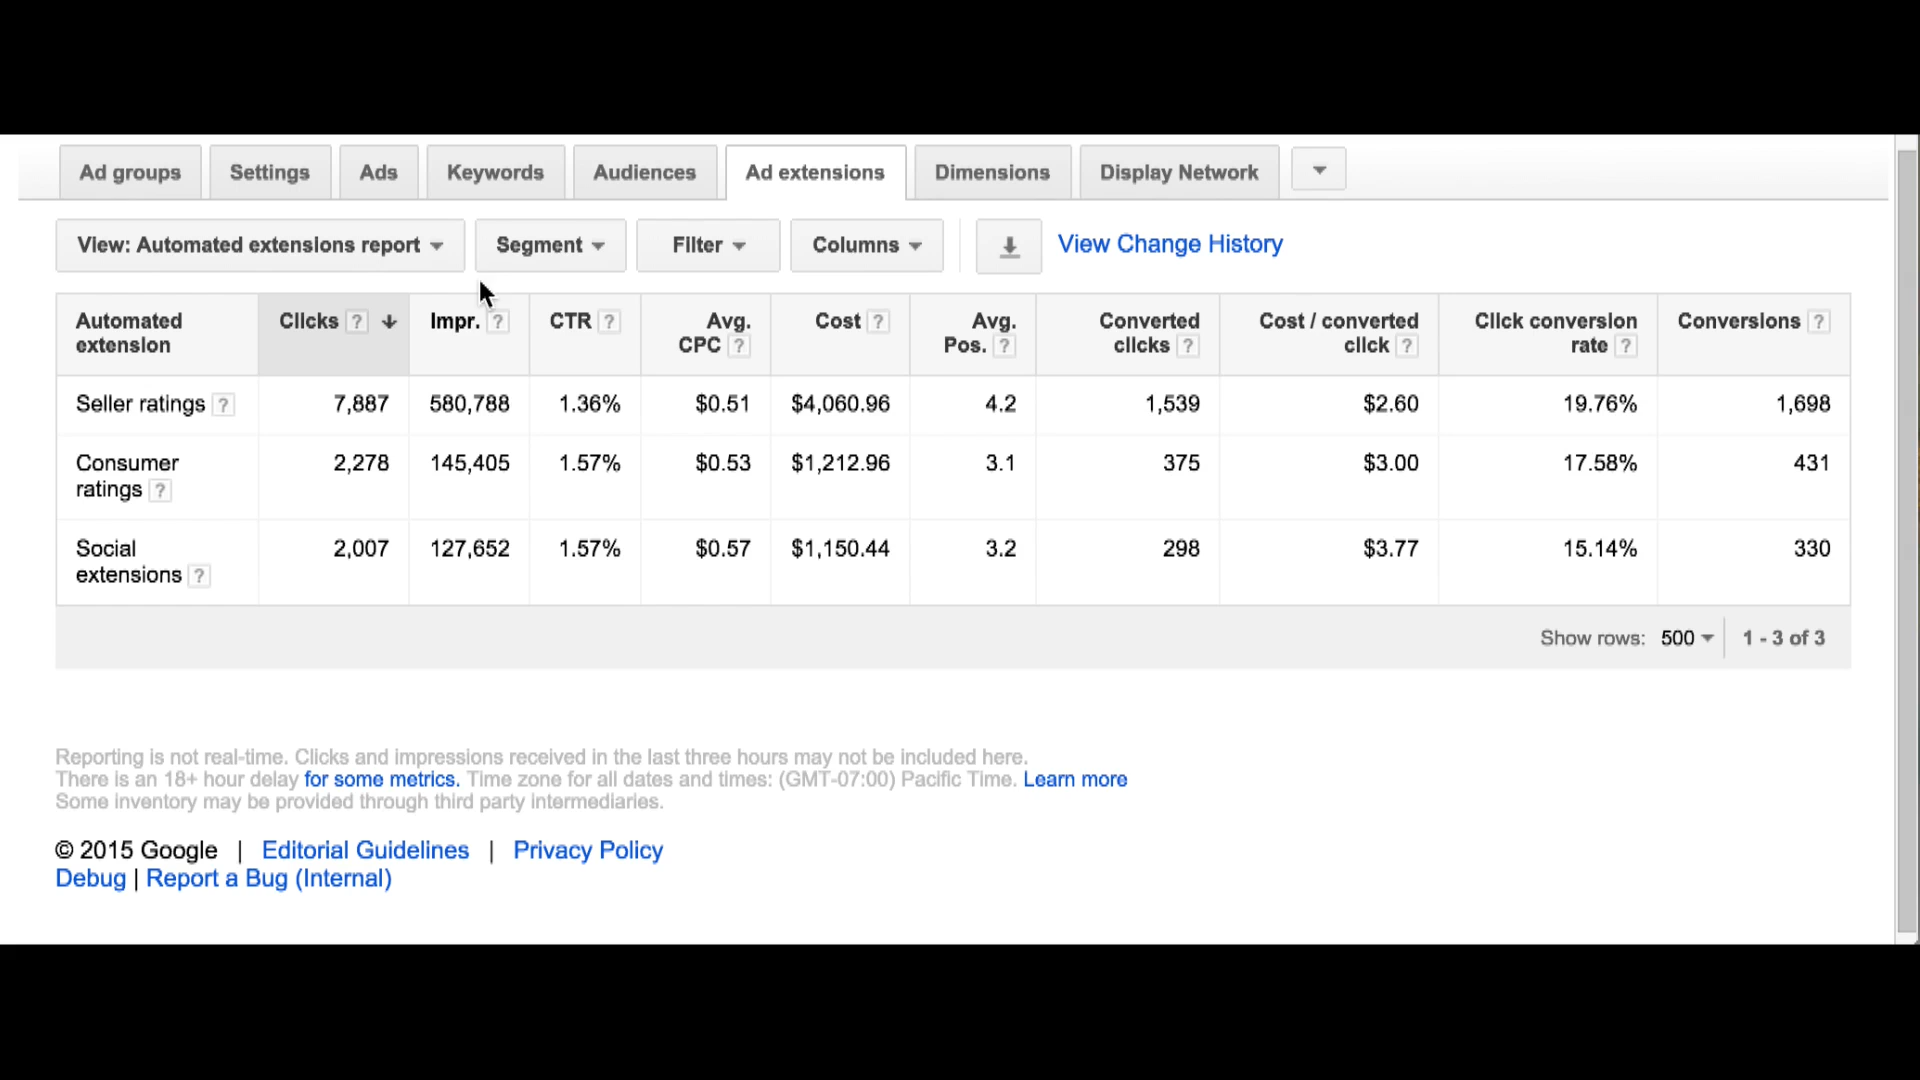 Ad groups Settings Ads Keywords Audiences Ad extensions Dimensions Display Network
View: Automated extensions report Segment Filter Columns View Change History
Automated extension Clicks ? Impr. ? CTR ? Avg. CPC ? Cost ? Avg. Pos. ? Converted clicks ? Cost / converted click ? Click conversion rate ? Conversions ?
Seller ratings ? 7,887 580,788 1.36% $0.51 $4,060.96 4.2 1,539 $2.60 19.76% 1,698
Consumer ratings ? 2,278 145,405 1.57% $0.53 $1,212.96 3.1 375 $3.00 17.58% 431
Social extensions ? 2,007 127,652 1.57% $0.57 $1,150.44 3.2 298 $3.77 15.14% 330
Show rows: 500 1 - 3 of 3
Reporting is not real-time. Clicks and impressions received in the last three hours may not be included here.
There is an 18+ hour delay for some metrics. Time zone for all dates and times: (GMT-07:00) Pacific Time. Learn more
Some inventory may be provided through third party intermediaries.
© 2015 Google | Editorial Guidelines | Privacy Policy
Debug | Report a Bug (Internal)